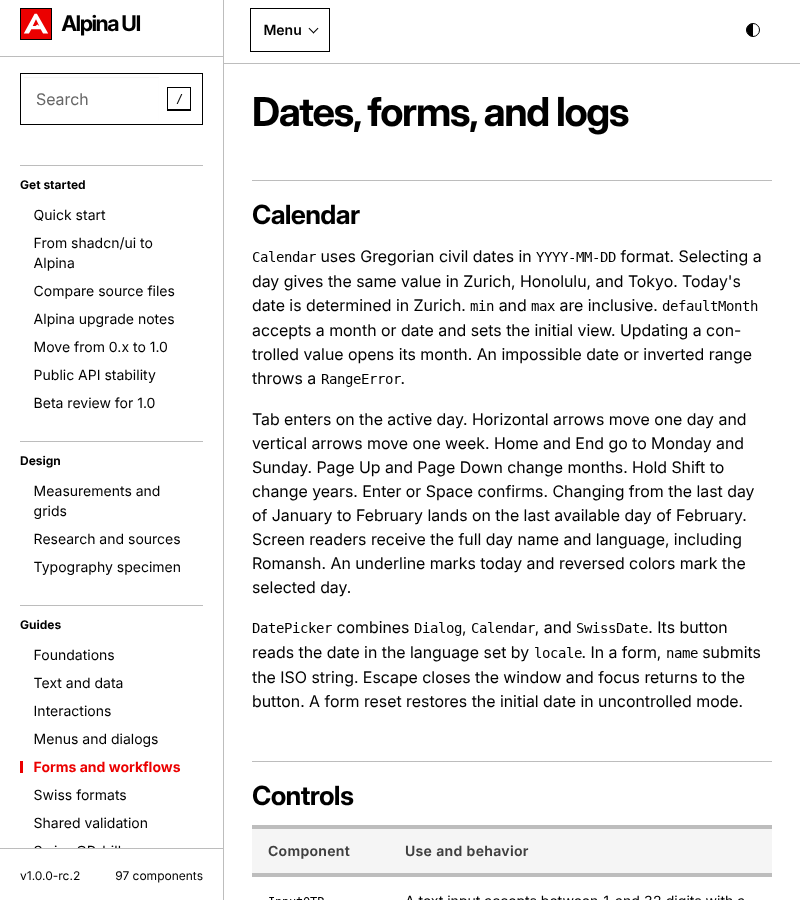 Alpina UI
Search
/
Get started
Quick start
From shadcn/ui to
Alpina
Compare source files
Alpina upgrade notes
Move from 0.x to 1.0
Public API stability
Beta review for 1.0
Design
Measurements and
grids
Research and sources
Typography specimen
Guides
Foundations
Text and data
Interactions
Menus and dialogs
Forms and workflows
Swiss formats
Shared validation
v1.0.0-rc.2
97 components
Menu
Dates, forms, and logs
Calendar
Calendar uses Gregorian civil dates in YYYY-MM-DD format. Selecting a
day gives the same value in Zurich, Honolulu, and Tokyo. Today's
date is determined in Zurich. min and max are inclusive. defaultMonth
accepts a month or date and sets the initial view. Updating a con-
trolled value opens its month. An impossible date or inverted range
throws a RangeError.
Tab enters on the active day. Horizontal arrows move one day and
vertical arrows move one week. Home and End go to Monday and
Sunday. Page Up and Page Down change months. Hold Shift to
change years. Enter or Space confirms. Changing from the last day
of January to February lands on the last available day of February.
Screen readers receive the full day name and language, including
Romansh. An underline marks today and reversed colors mark the
selected day.
DatePicker combines Dialog, Calendar, and SwissDate. Its button
reads the date in the language set by locale. In a form, name submits
the ISO string. Escape closes the window and focus returns to the
button. A form reset restores the initial date in uncontrolled mode.
Controls
Component
Use and behavior
InputOTP
A text input accepts between 1 and 32 digits with a